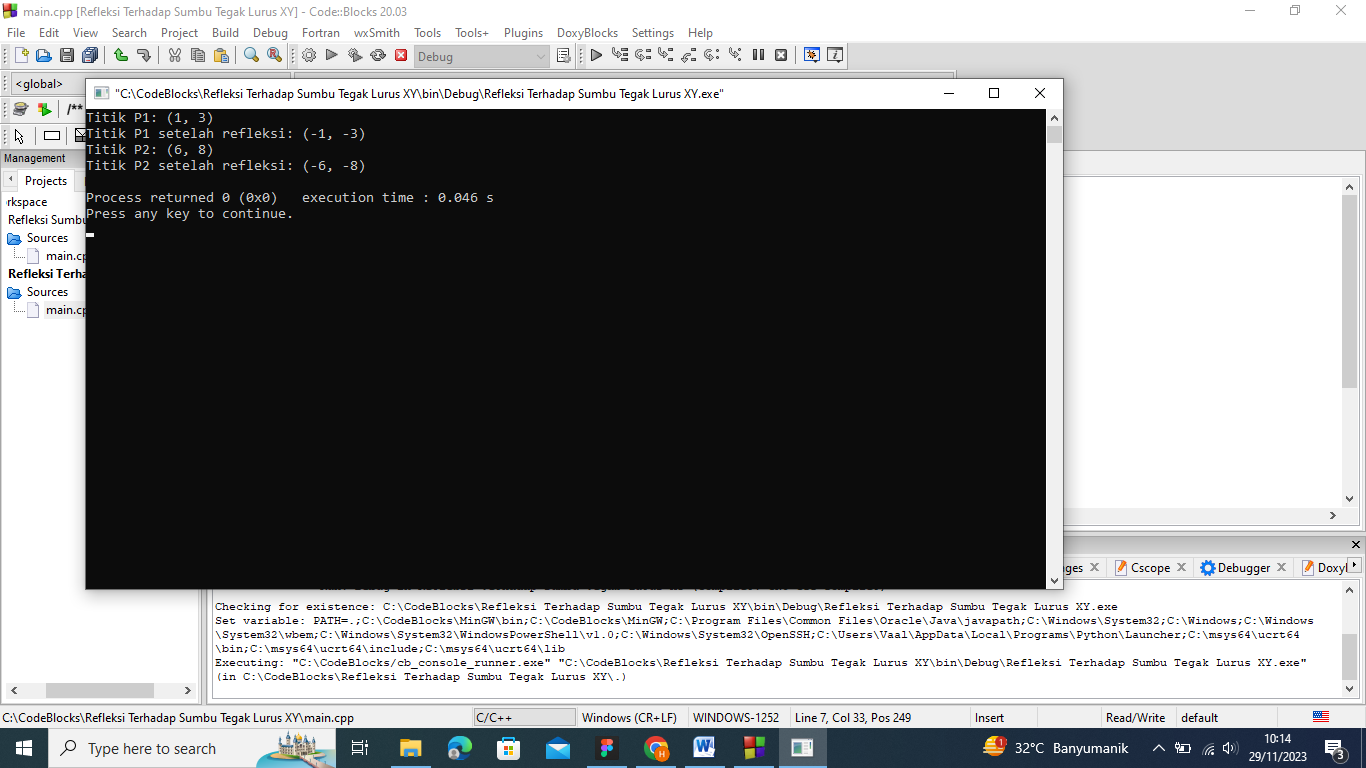 main.cpp [Refleksi Terhadap Sumbu Tegak Lurus XY] - Code::Blocks 20.03
File Edit View Search Project Build Debug Fortran wxSmith Tools Tools+ Plugins DoxyBlocks Settings Help
Debug
<global>
"C:\CodeBlocks\Refleksi Terhadap Sumbu Tegak Lurus XY\bin\Debug\Refleksi Terhadap Sumbu Tegak Lurus XY.exe"
/**
Titik P1: (1, 3)
Titik P1 setelah refleksi: (-1, -3)
Titik P2: (6, 8)
Titik P2 setelah refleksi: (-6, -8)
Process returned 0 (0x0)   execution time : 0.046 s
Press any key to continue.
Management
Projects
rkspace
Refleksi Sumbu
Sources
main.cp
Refleksi Terha
Sources
main.cp
ges Cscope Debugger Doxyl
Checking for existence: C:\CodeBlocks\Refleksi Terhadap Sumbu Tegak Lurus XY\bin\Debug\Refleksi Terhadap Sumbu Tegak Lurus XY.exe
Set variable: PATH=.;C:\CodeBlocks\MinGW\bin;C:\CodeBlocks\MinGW;C:\Program Files\Common Files\Oracle\Java\javapath;C:\Windows\System32;C:\Windows;C:\Windows
\System32\wbem;C:\Windows\System32\WindowsPowerShell\v1.0;C:\Windows\System32\OpenSSH;C:\Users\Vaal\AppData\Local\Programs\Python\Launcher;C:\msys64\ucrt64
\bin;C:\msys64\ucrt64\include;C:\msys64\ucrt64\lib
Executing: "C:\CodeBlocks/cb_console_runner.exe" "C:\CodeBlocks\Refleksi Terhadap Sumbu Tegak Lurus XY\bin\Debug\Refleksi Terhadap Sumbu Tegak Lurus XY.exe"
(in C:\CodeBlocks\Refleksi Terhadap Sumbu Tegak Lurus XY\.)
C:\CodeBlocks\Refleksi Terhadap Sumbu Tegak Lurus XY\main.cpp C/C++ Windows (CR+LF) WINDOWS-1252 Line 7, Col 33, Pos 249 Insert Read/Write default
Type here to search
32°C Banyumanik
10:14
29/11/2023
3